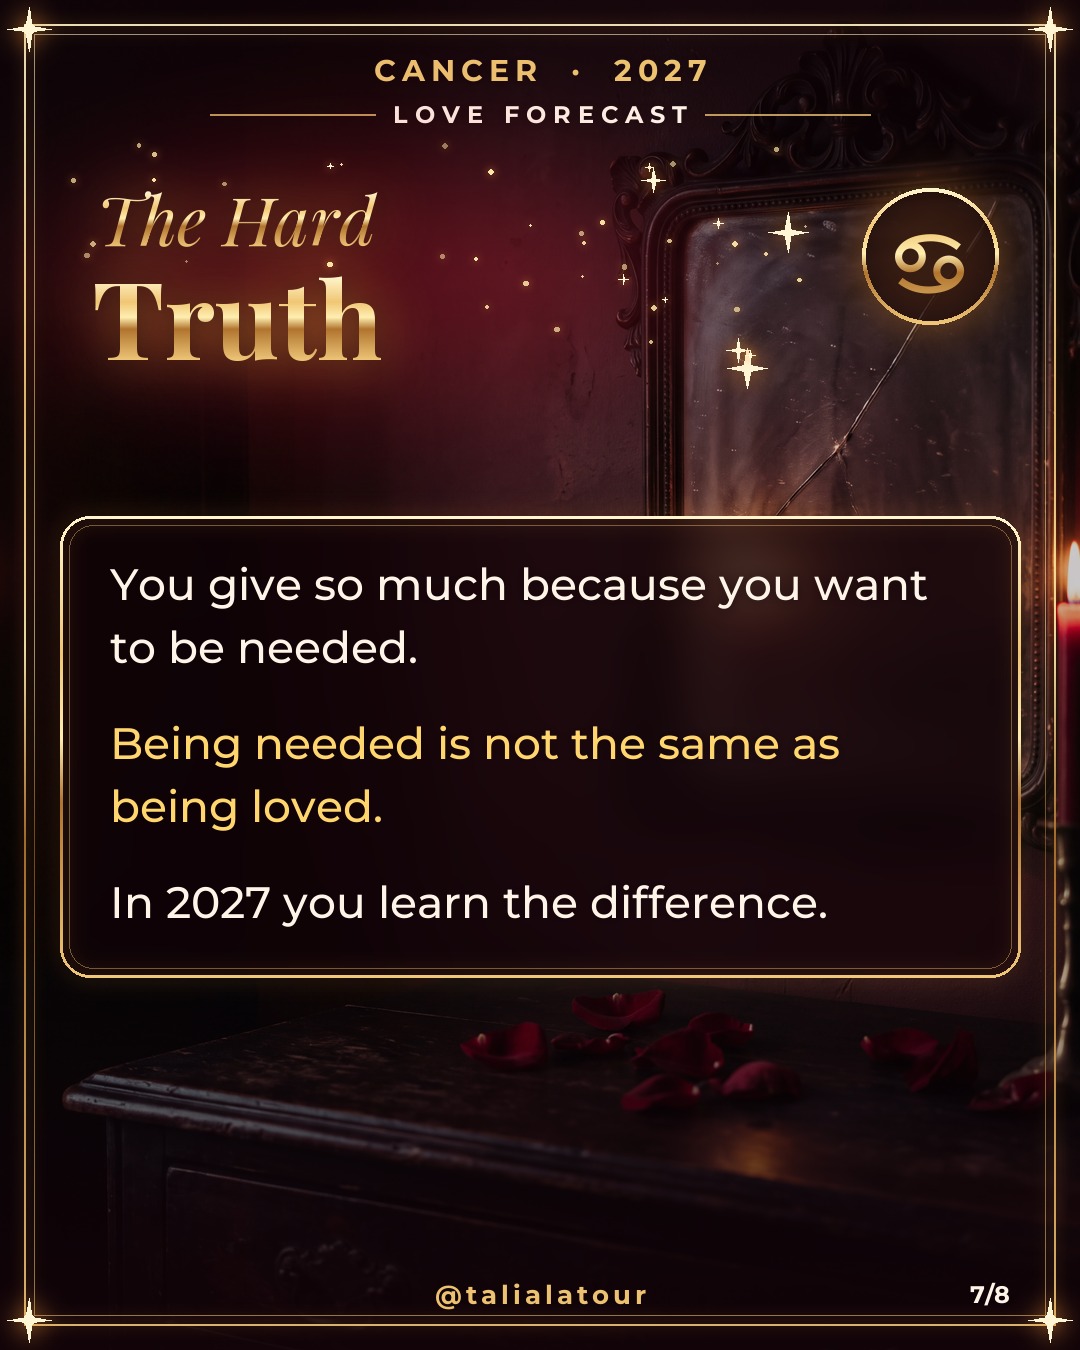 CANCER · 2027
LOVE FORECAST
The Hard
Truth
♋
You give so much because you want
to be needed.
Being needed is not the same as
being loved.
In 2027 you learn the difference.
@talialatour
7/8